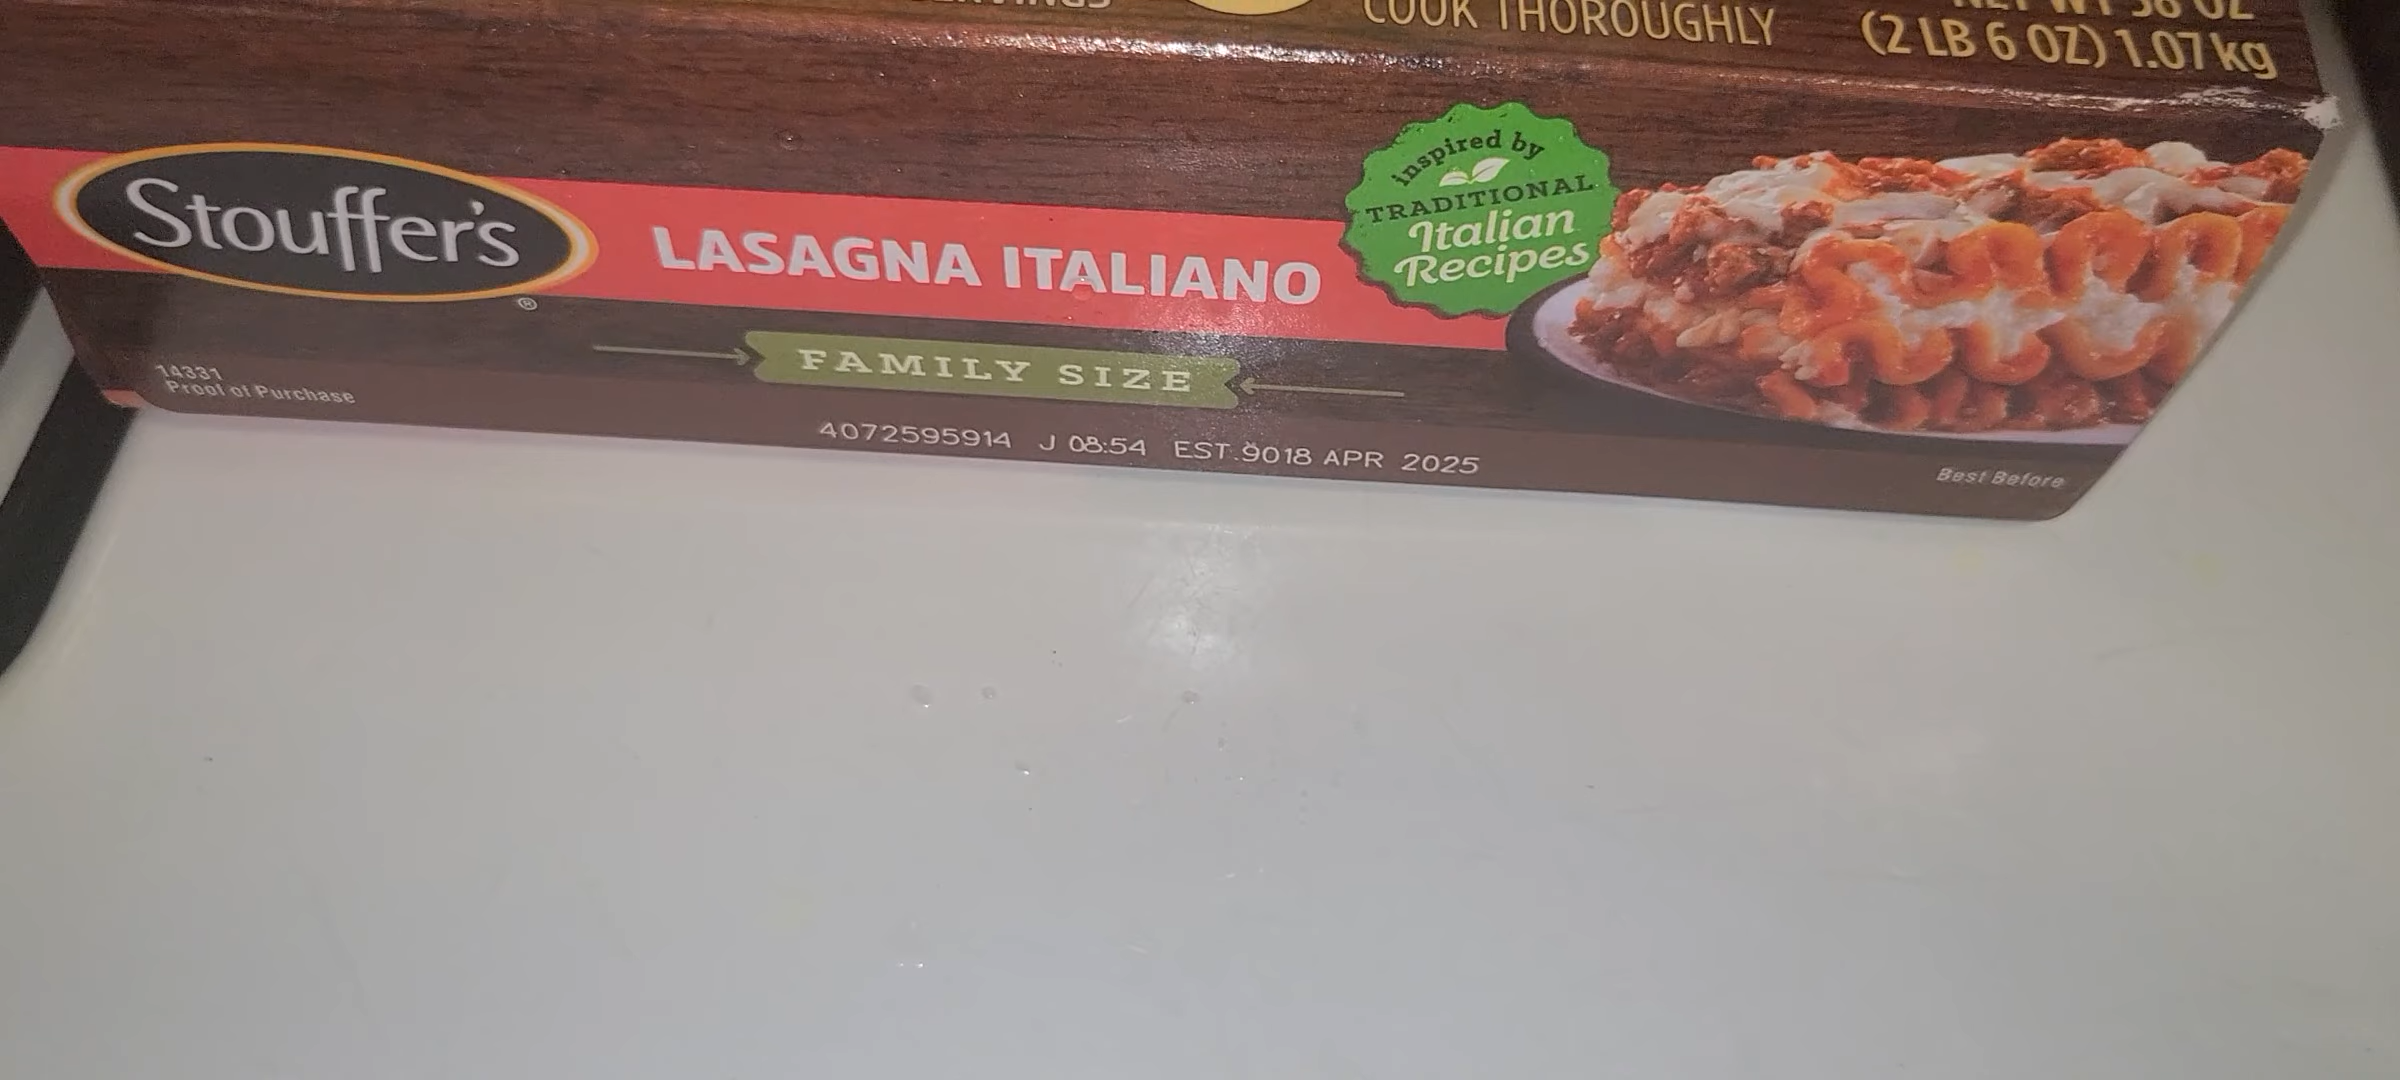 COOK THOROUGHLY
NET WT 38 OZ
(2 LB 6 OZ) 1.07 kg
Stouffer's
®
LASAGNA ITALIANO
inspired by
TRADITIONAL
Italian
Recipes
FAMILY SIZE
14331
Proof of Purchase
4072595914 J 08:54 EST.9018 APR 2025
Best Before